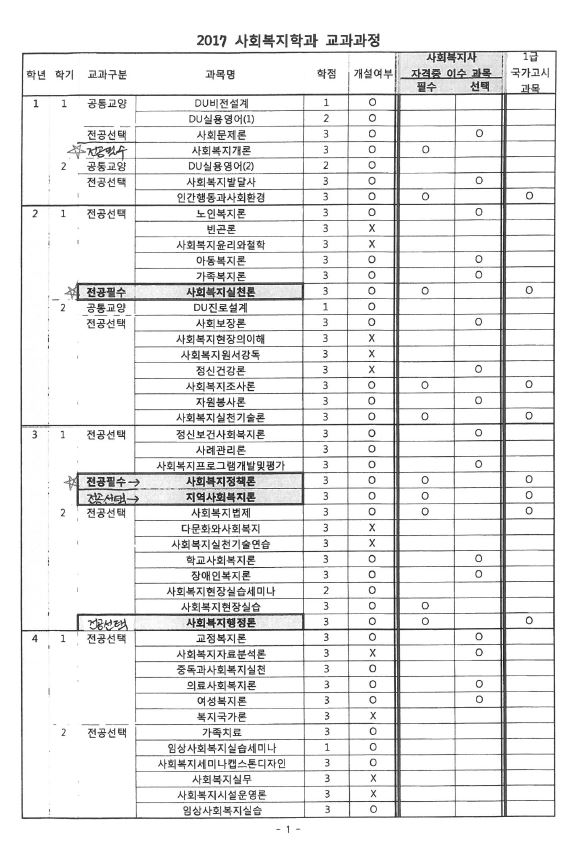 2017 사회복지학과 교과과정
학년 학기 교과구분 과목명 학점 개설여부 사회복지사 자격증 이수 과목 필수 선택 1급 국가고시 과목
1 1 공통교양 DU비전설계 1 O
DU실용영어(1) 2 O
전공선택 사회문제론 3 O O
☆ 전공필수 사회복지개론 3 O O
2 공통교양 DU실용영어(2) 2 O
전공선택 사회복지발달사 3 O O
인간행동과사회환경 3 O O O
2 1 전공선택 노인복지론 3 O O
빈곤론 3 X
사회복지윤리와철학 3 X
아동복지론 3 O O
가족복지론 3 O O
☆ 전공필수 사회복지실천론 3 O O O
2 공통교양 DU진로설계 1 O
전공선택 사회보장론 3 O O
사회복지현장의이해 3 X
사회복지원서강독 3 X
정신건강론 3 X O
사회복지조사론 3 O O O
자원봉사론 3 O O
사회복지실천기술론 3 O O O
3 1 전공선택 정신보건사회복지론 3 O O
사례관리론 3 O
사회복지프로그램개발및평가 3 O O
☆ 전공필수→ 사회복지정책론 3 O O O
전공선택→ 지역사회복지론 3 O O O
2 전공선택 사회복지법제 3 O O O
다문화와사회복지 3 X
사회복지실천기술연습 3 X
학교사회복지론 3 O O
장애인복지론 3 O O
사회복지현장실습세미나 2 O
사회복지현장실습 3 O O
전공선택 사회복지행정론 3 O O O
4 1 전공선택 교정복지론 3 O O
사회복지자료분석론 3 X O
중독과사회복지실천 3 O
의료사회복지론 3 O O
여성복지론 3 O O
복지국가론 3 X
2 전공선택 가족치료 3 O
임상사회복지실습세미나 1 O
사회복지세미나캡스톤디자인 3 O
사회복지실무 3 X
사회복지시설운영론 3 X
임상사회복지실습 3 O
- 1 -